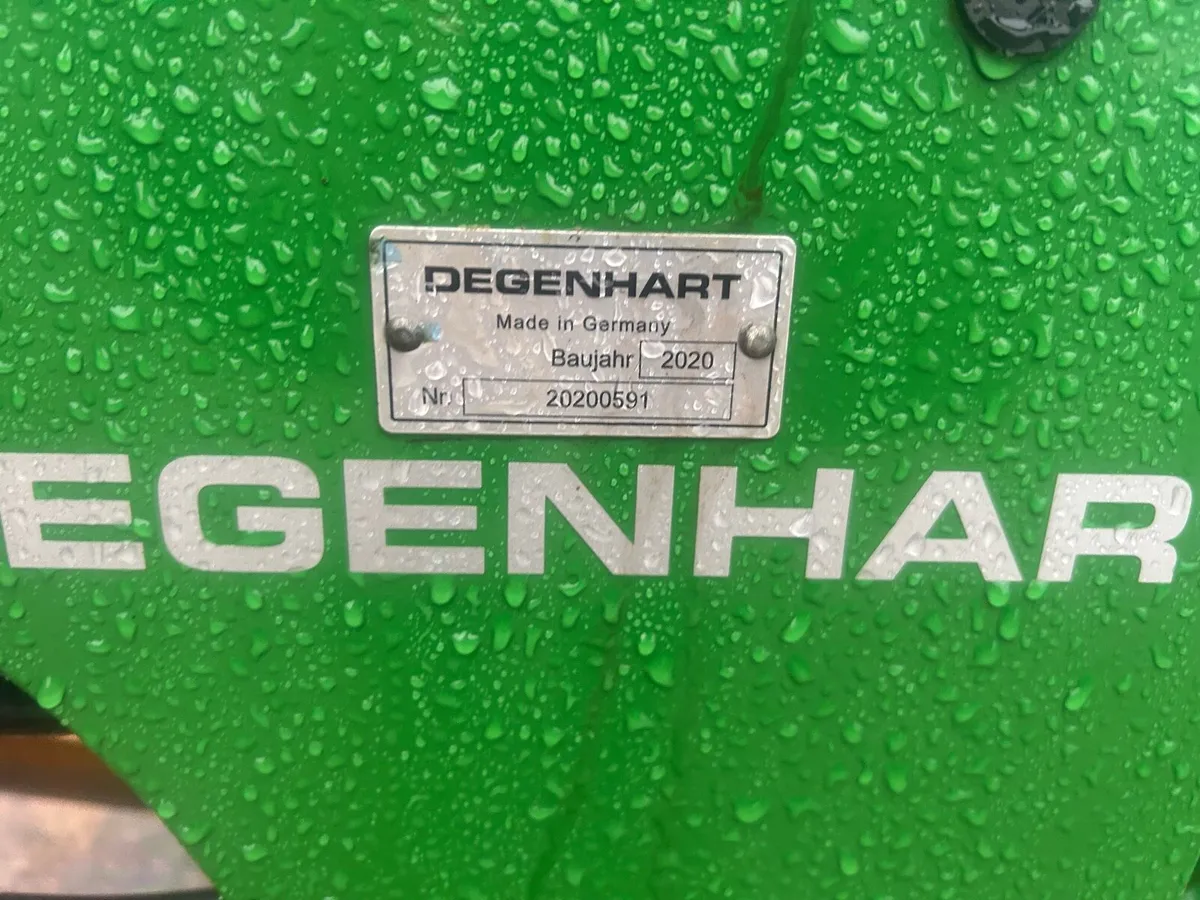 DEGENHART
Made in Germany
Baujahr 2020
Nr. 20200591
EGENHAR